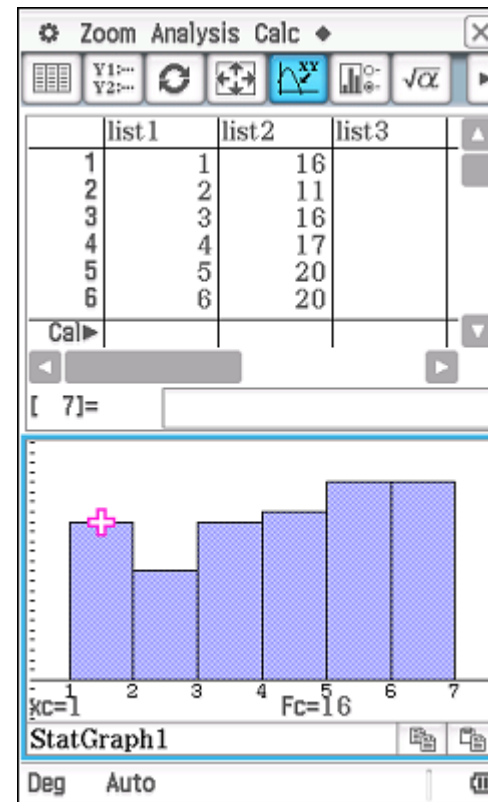 Zoom Analysis Calc ◆
Y1:··· Y2:··· XY √α
list1 list2 list3
1 1 16
2 2 11
3 3 16
4 4 17
5 5 20
6 6 20
Cal►
[ 7]=
1 2 3 4 5 6 7
xc=1 Fc=16
StatGraph1
Deg Auto